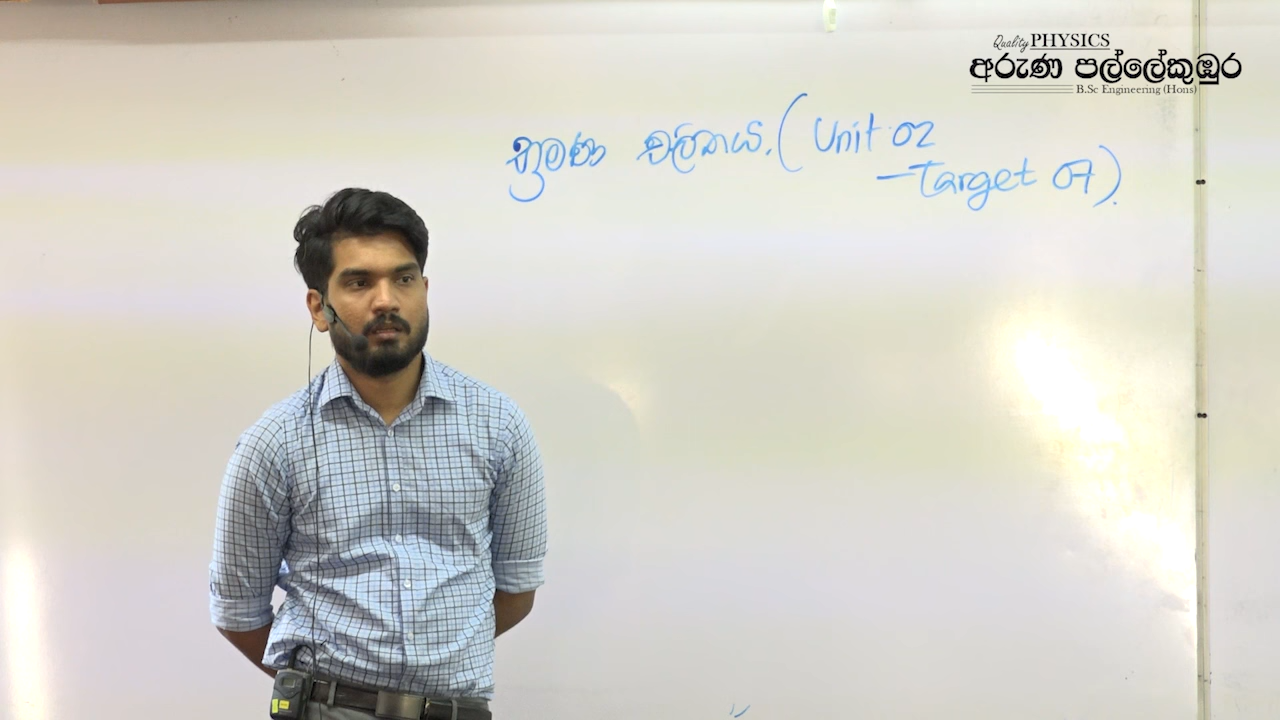 Quality PHYSICS
අරුණ පල්ලේකුඹුර
B.Sc Engineering (Hons)
භ්‍රමණ චලිතය. (Unit 02
- Target 07).